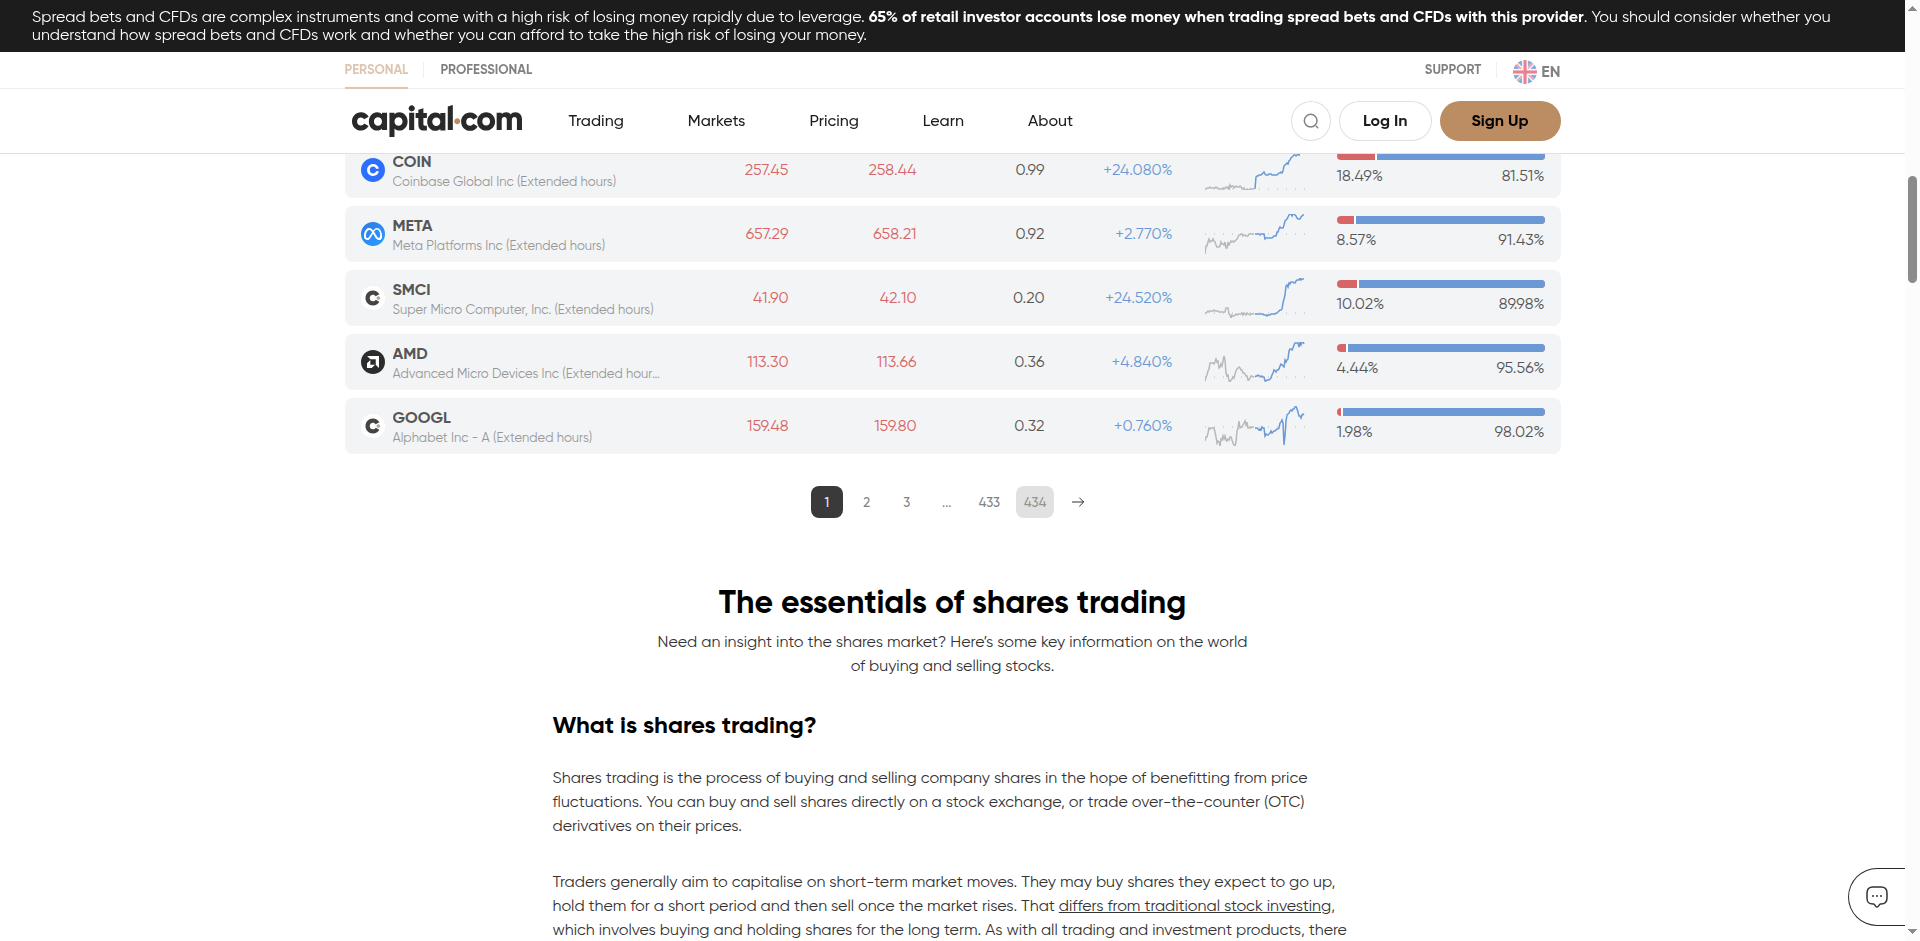 Spread bets and CFDs are complex instruments and come with a high risk of losing money rapidly due to leverage. 65% of retail investor accounts lose money when trading spread bets and CFDs with this provider. You should consider whether you
understand how spread bets and CFDs work and whether you can afford to take the high risk of losing your money.
PERSONAL PROFESSIONAL SUPPORT EN
capital.com Trading Markets Pricing Learn About Log In Sign Up
COIN
Coinbase Global Inc (Extended hours)
257.45 258.44 0.99 +24.080% 18.49% 81.51%
META
Meta Platforms Inc (Extended hours)
657.29 658.21 0.92 +2.770% 8.57% 91.43%
SMCI
Super Micro Computer, Inc. (Extended hours)
41.90 42.10 0.20 +24.520% 10.02% 89.98%
AMD
Advanced Micro Devices Inc (Extended hour...
113.30 113.66 0.36 +4.840% 4.44% 95.56%
GOOGL
Alphabet Inc - A (Extended hours)
159.48 159.80 0.32 +0.760% 1.98% 98.02%
1 2 3 ... 433 434
The essentials of shares trading
Need an insight into the shares market? Here's some key information on the world
of buying and selling stocks.
What is shares trading?
Shares trading is the process of buying and selling company shares in the hope of benefitting from price
fluctuations. You can buy and sell shares directly on a stock exchange, or trade over-the-counter (OTC)
derivatives on their prices.
Traders generally aim to capitalise on short-term market moves. They may buy shares they expect to go up,
hold them for a short period and then sell once the market rises. That differs from traditional stock investing,
which involves buying and holding shares for the long term. As with all trading and investment products, there